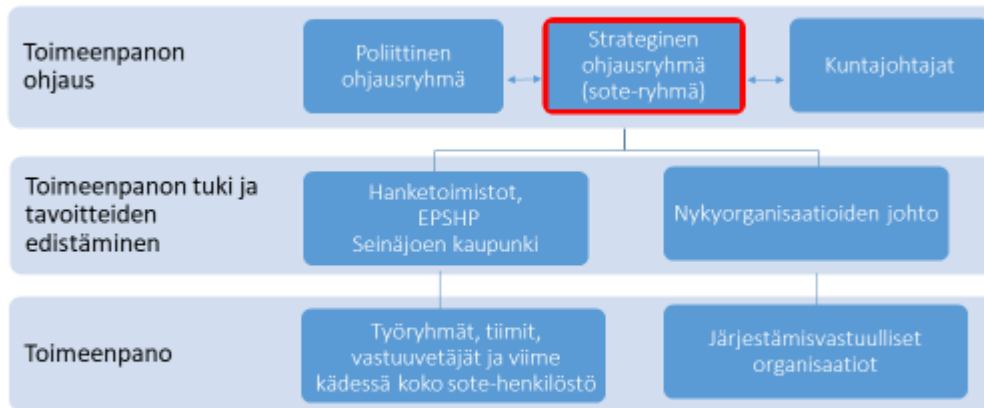 Toimeenpanon
ohjaus
Poliittinen
ohjausryhmä
Strateginen
ohjausryhmä
(sote-ryhmä)
Kuntajohtajat
Toimeenpanon tuki ja
tavoitteiden
edistäminen
Hanketoimistot,
EPSHP
Seinäjoen kaupunki
Nykyorganisaatioiden johto
Toimeenpano
Työryhmät, tiimit,
vastuuvetäjät ja viime
kädessä koko sote-henkilöstö
Järjestämisvastuulliset
organisaatiot